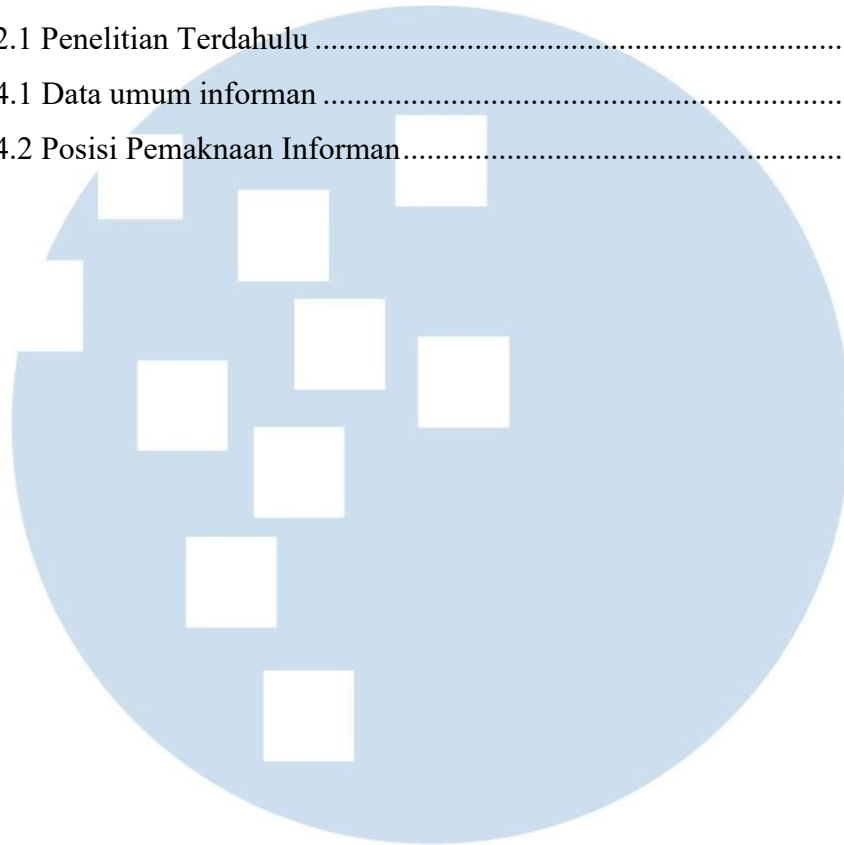 2.1 Penelitian Terdahulu ................................................................
4.1 Data umum informan ................................................................
4.2 Posisi Pemaknaan Informan.......................................................